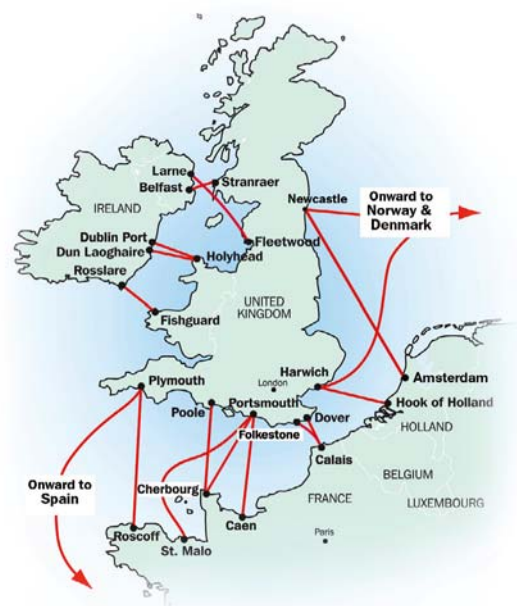 Larne
Belfast
Stranraer
Newcastle
Onward to
Norway &
Denmark
IRELAND
Dublin Port
Dun Laoghaire
Fleetwood
Holyhead
Rosslare
Fishguard
UNITED
KINGDOM
Harwich
London
Amsterdam
Hook of Holland
HOLLAND
Plymouth
Poole
Portsmouth
Dover
Folkestone
Calais
BELGIUM
Onward to
Spain
Cherbourg
FRANCE
LUXEMBOURG
Caen
Roscoff
St. Malo
Paris